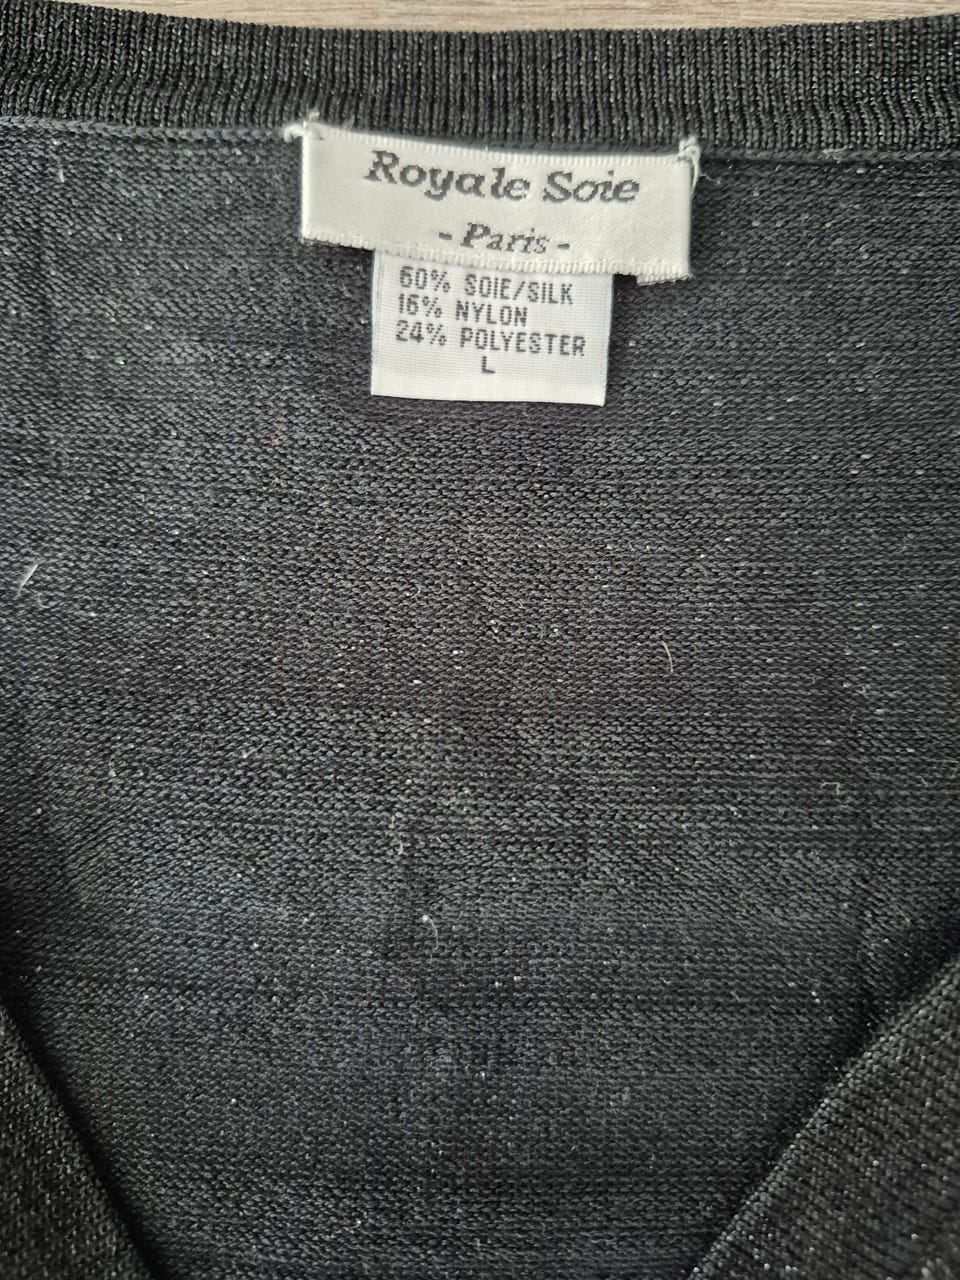 Royale Soie
- Paris -
60% SOIE/SILK
16% NYLON
24% POLYESTER
L